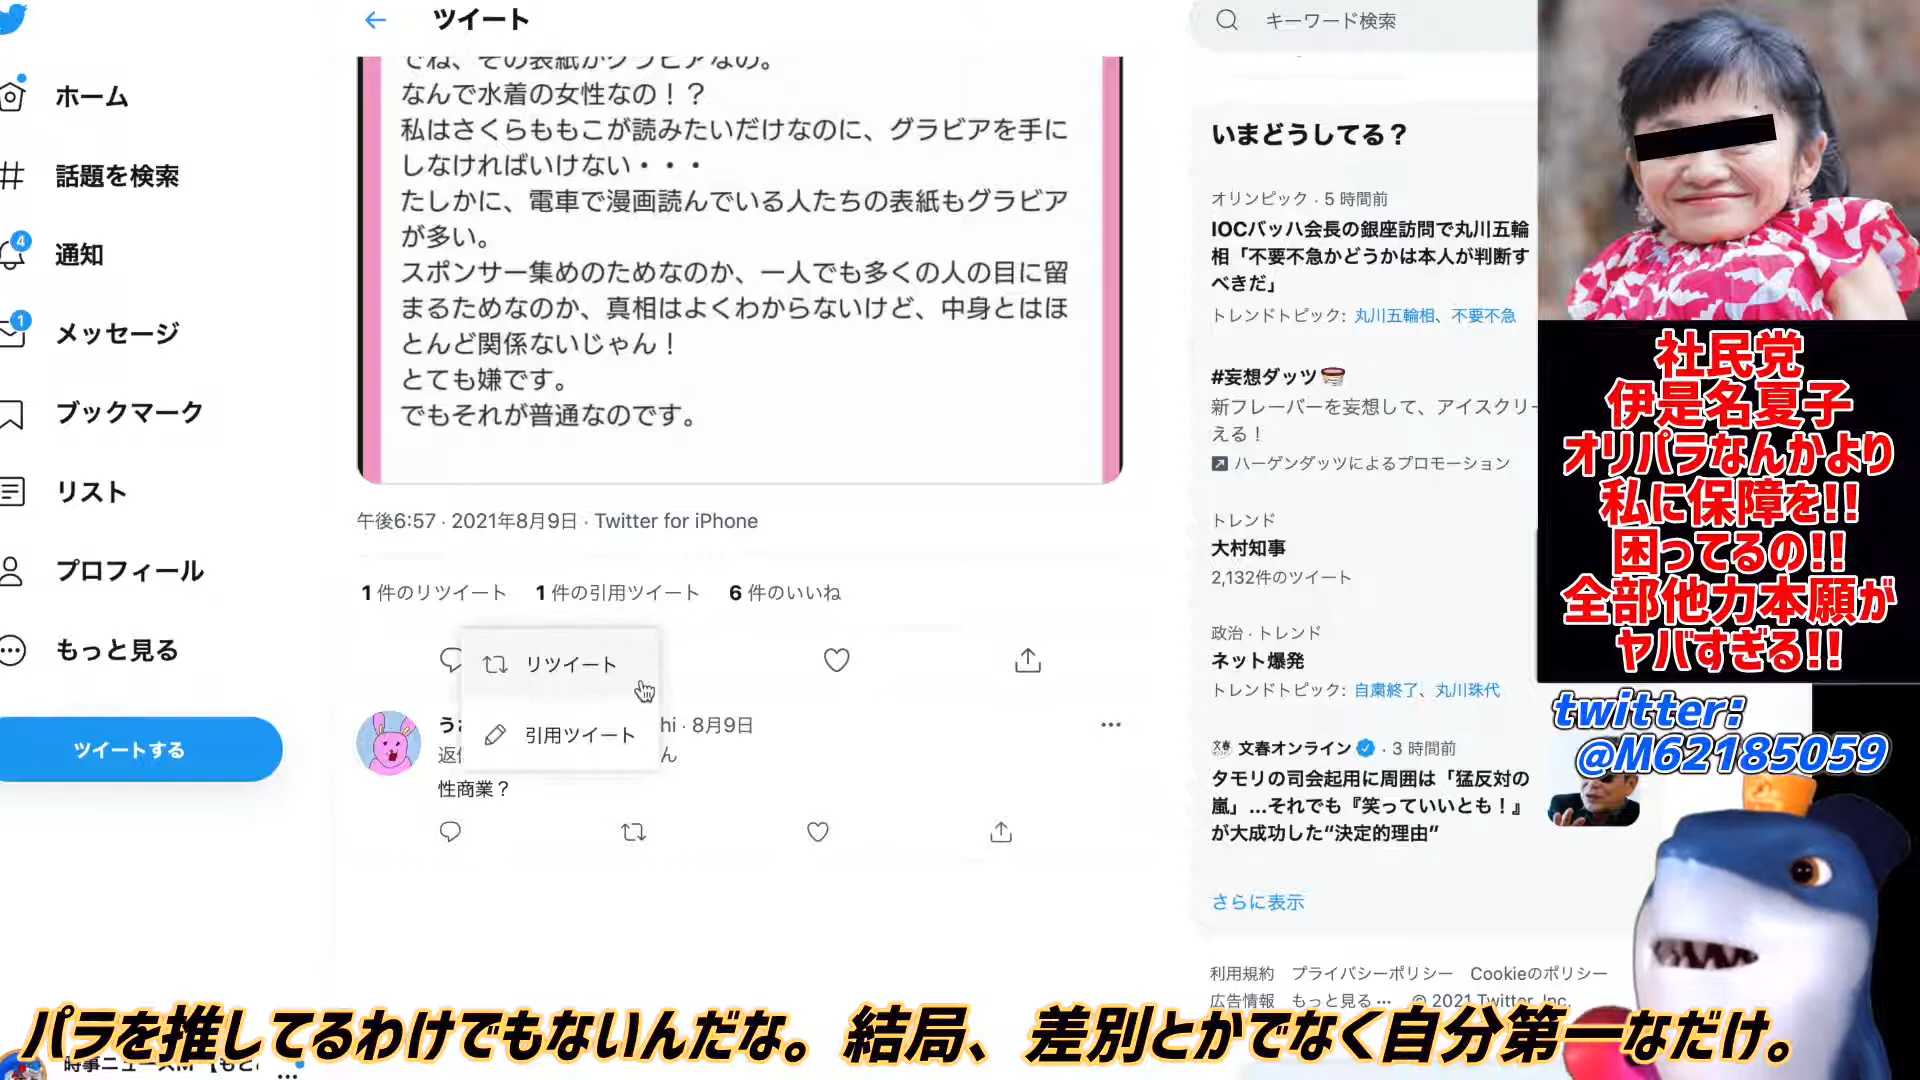 ホーム
話題を検索
4
通知
1
メッセージ
ブックマーク
リスト
プロフィール
もっと見る
ツイートする
ツイート
でね、その表紙がグラビアなの。
なんで水着の女性なの！？
私はさくらももこが読みたいだけなのに、グラビアを手に
しなければいけない・・・
たしかに、電車で漫画読んでいる人たちの表紙もグラビア
が多い。
スポンサー集めのためなのか、一人でも多くの人の目に留
まるためなのか、真相はよくわからないけど、中身とはほ
とんど関係ないじゃん！
とても嫌です。
でもそれが普通なのです。
午後6:57 · 2021年8月9日 · Twitter for iPhone
1 件のリツイート 1 件の引用ツイート 6 件のいいね
リツイート
引用ツイート
hi · 8月9日
ん
性商業？
キーワード検索
いまどうしてる？
オリンピック · 5 時間前
IOCバッハ会長の銀座訪問で丸川五輪
相「不要不急かどうかは本人が判断す
べきだ」
トレンドトピック: 丸川五輪相、不要不急
#妄想ダッツ
新フレーバーを妄想して、アイスクリー
える！
ハーゲンダッツによるプロモーション
トレンド
大村知事
2,132件のツイート
政治 · トレンド
ネット爆発
トレンドトピック: 自粛終了、丸川珠代
文春オンライン · 3 時間前
タモリの司会起用に周囲は「猛反対の
嵐」…それでも『笑っていいとも！』
が大成功した“決定的理由”
さらに表示
利用規約 プライバシーポリシー Cookieのポリシー
広告情報 もっと見る ··· © 2021 Twitter, Inc.
社民党
伊是名夏子
オリパラなんかより
私に保障を!!
困ってるの!!
全部他力本願が
ヤバすぎる!!
twitter:
@M62185059
パラを推してるわけでもないんだな。結局、差別とかでなく自分第一なだけ。